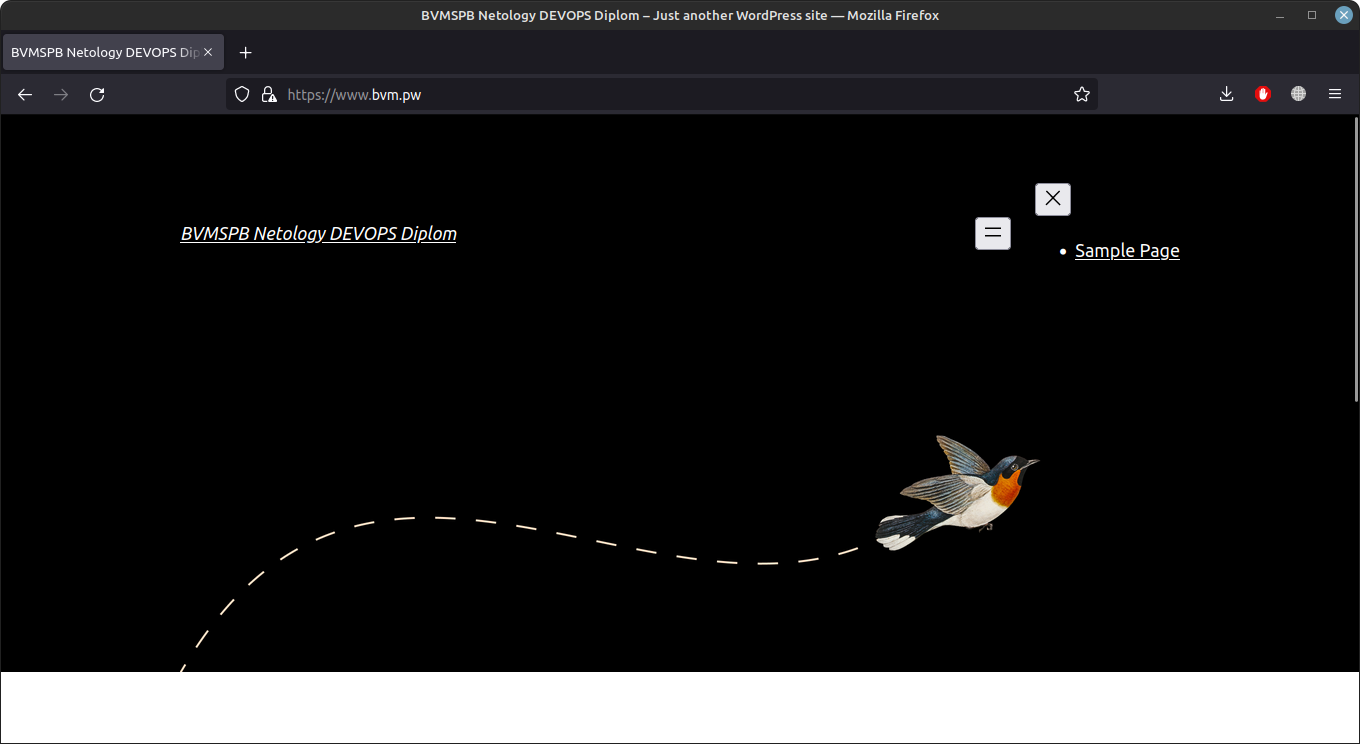 BVMSPB Netology DEVOPS Diplom – Just another WordPress site — Mozilla Firefox
BVMSPB Netology DEVOPS Dip
https://www.bvm.pw
BVMSPB Netology DEVOPS Diplom
• Sample Page